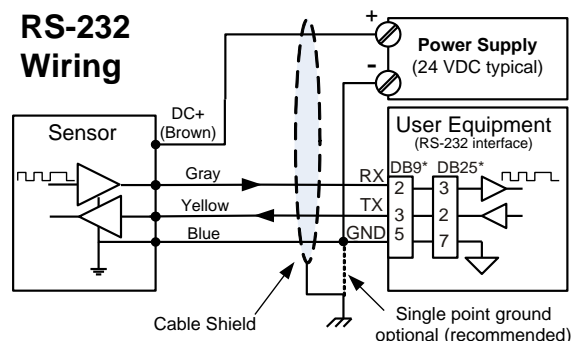 RS-232
Wiring
+
-
Power Supply
(24 VDC typical)
DC+
(Brown)
Sensor
User Equipment
(RS-232 interface)
DB9*
DB25*
Gray
RX
2
3
Yellow
TX
3
2
Blue
GND
5
7
Cable Shield
Single point ground
optional (recommended)